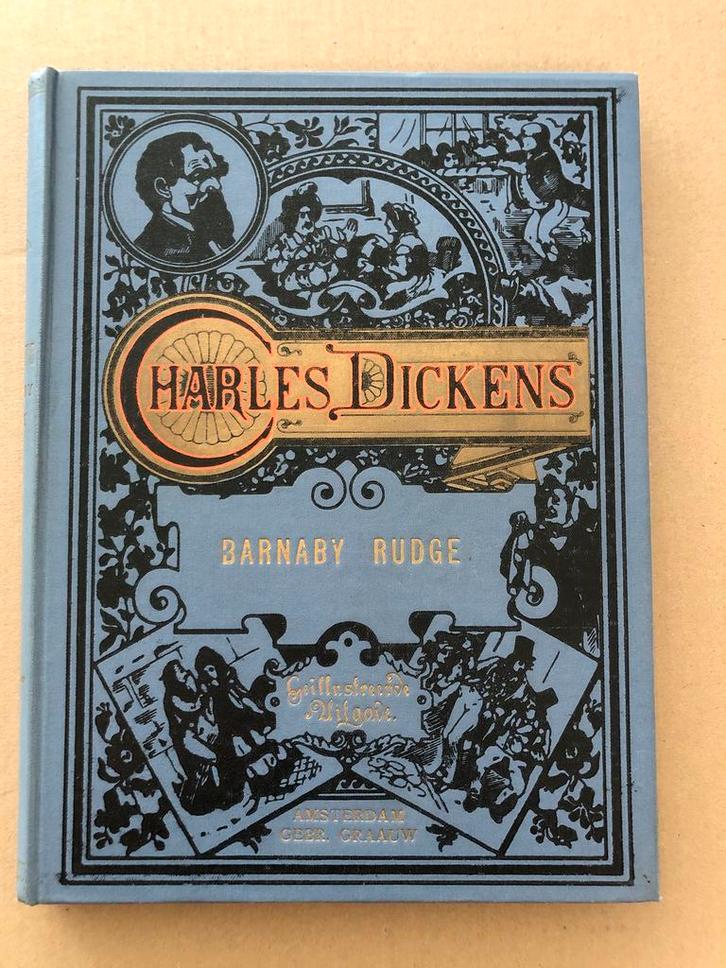 CHARLES DICKENS
BARNABY RUDGE
Geïllustreerde
Uitgave.
AMSTERDAM
GEBR. GRAAUW